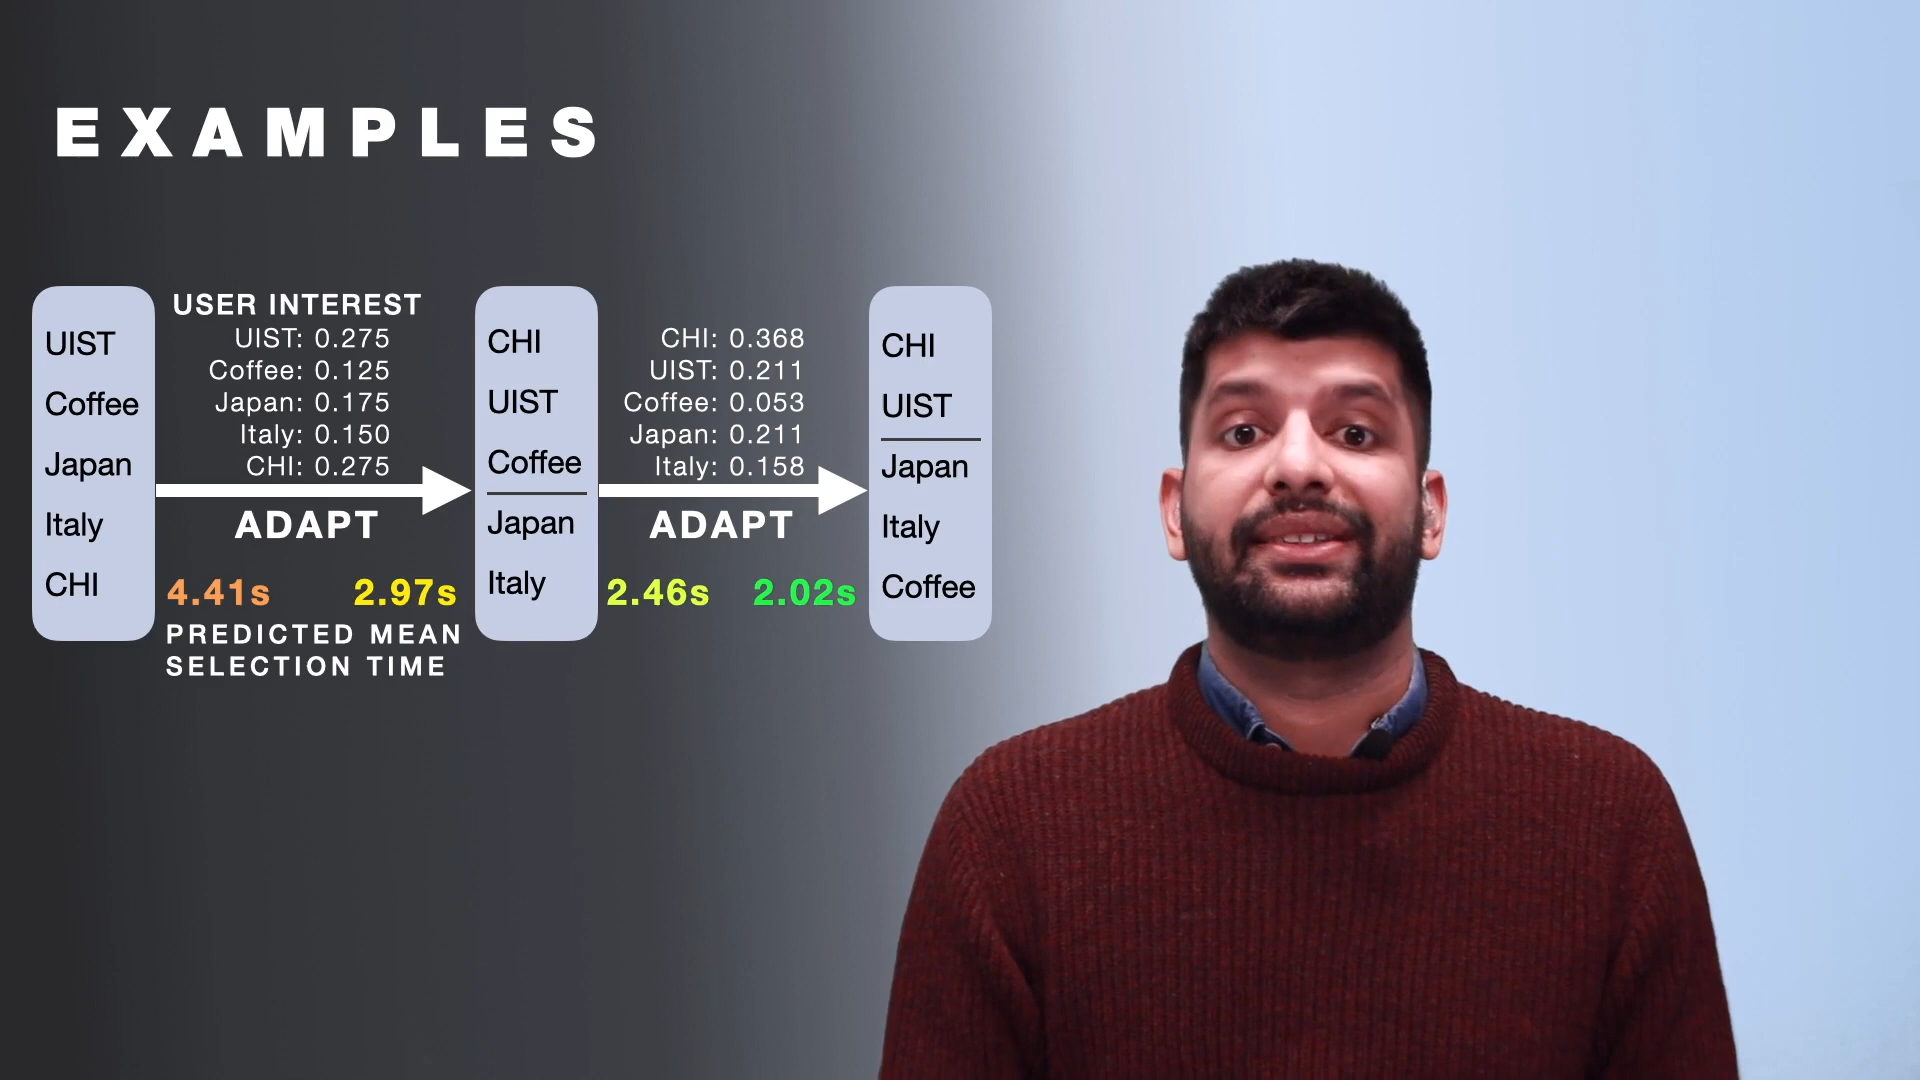 EXAMPLES
UIST
Coffee
Japan
Italy
CHI
USER INTEREST
UIST: 0.275
Coffee: 0.125
Japan: 0.175
Italy: 0.150
CHI: 0.275
ADAPT
4.41s 2.97s
PREDICTED MEAN
SELECTION TIME
CHI
UIST
Coffee
Japan
Italy
CHI: 0.368
UIST: 0.211
Coffee: 0.053
Japan: 0.211
Italy: 0.158
ADAPT
2.46s 2.02s
CHI
UIST
Japan
Italy
Coffee